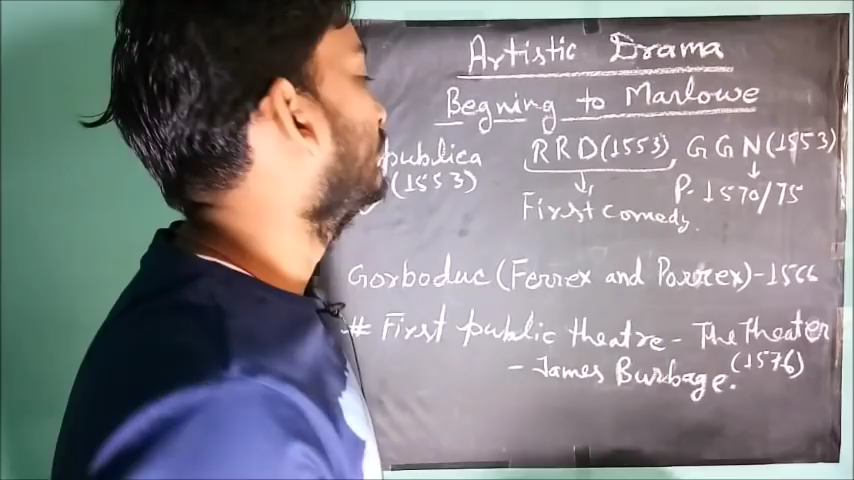 Artistic Drama
Begning to Marlowe
publica RRD(1553) GGN(1553)
(1553) P-1570/75
First comedy.
Gorboduc (Ferrex and Porrex)-1566
# First public theatre - The Theater
- James Burbage. (1576)